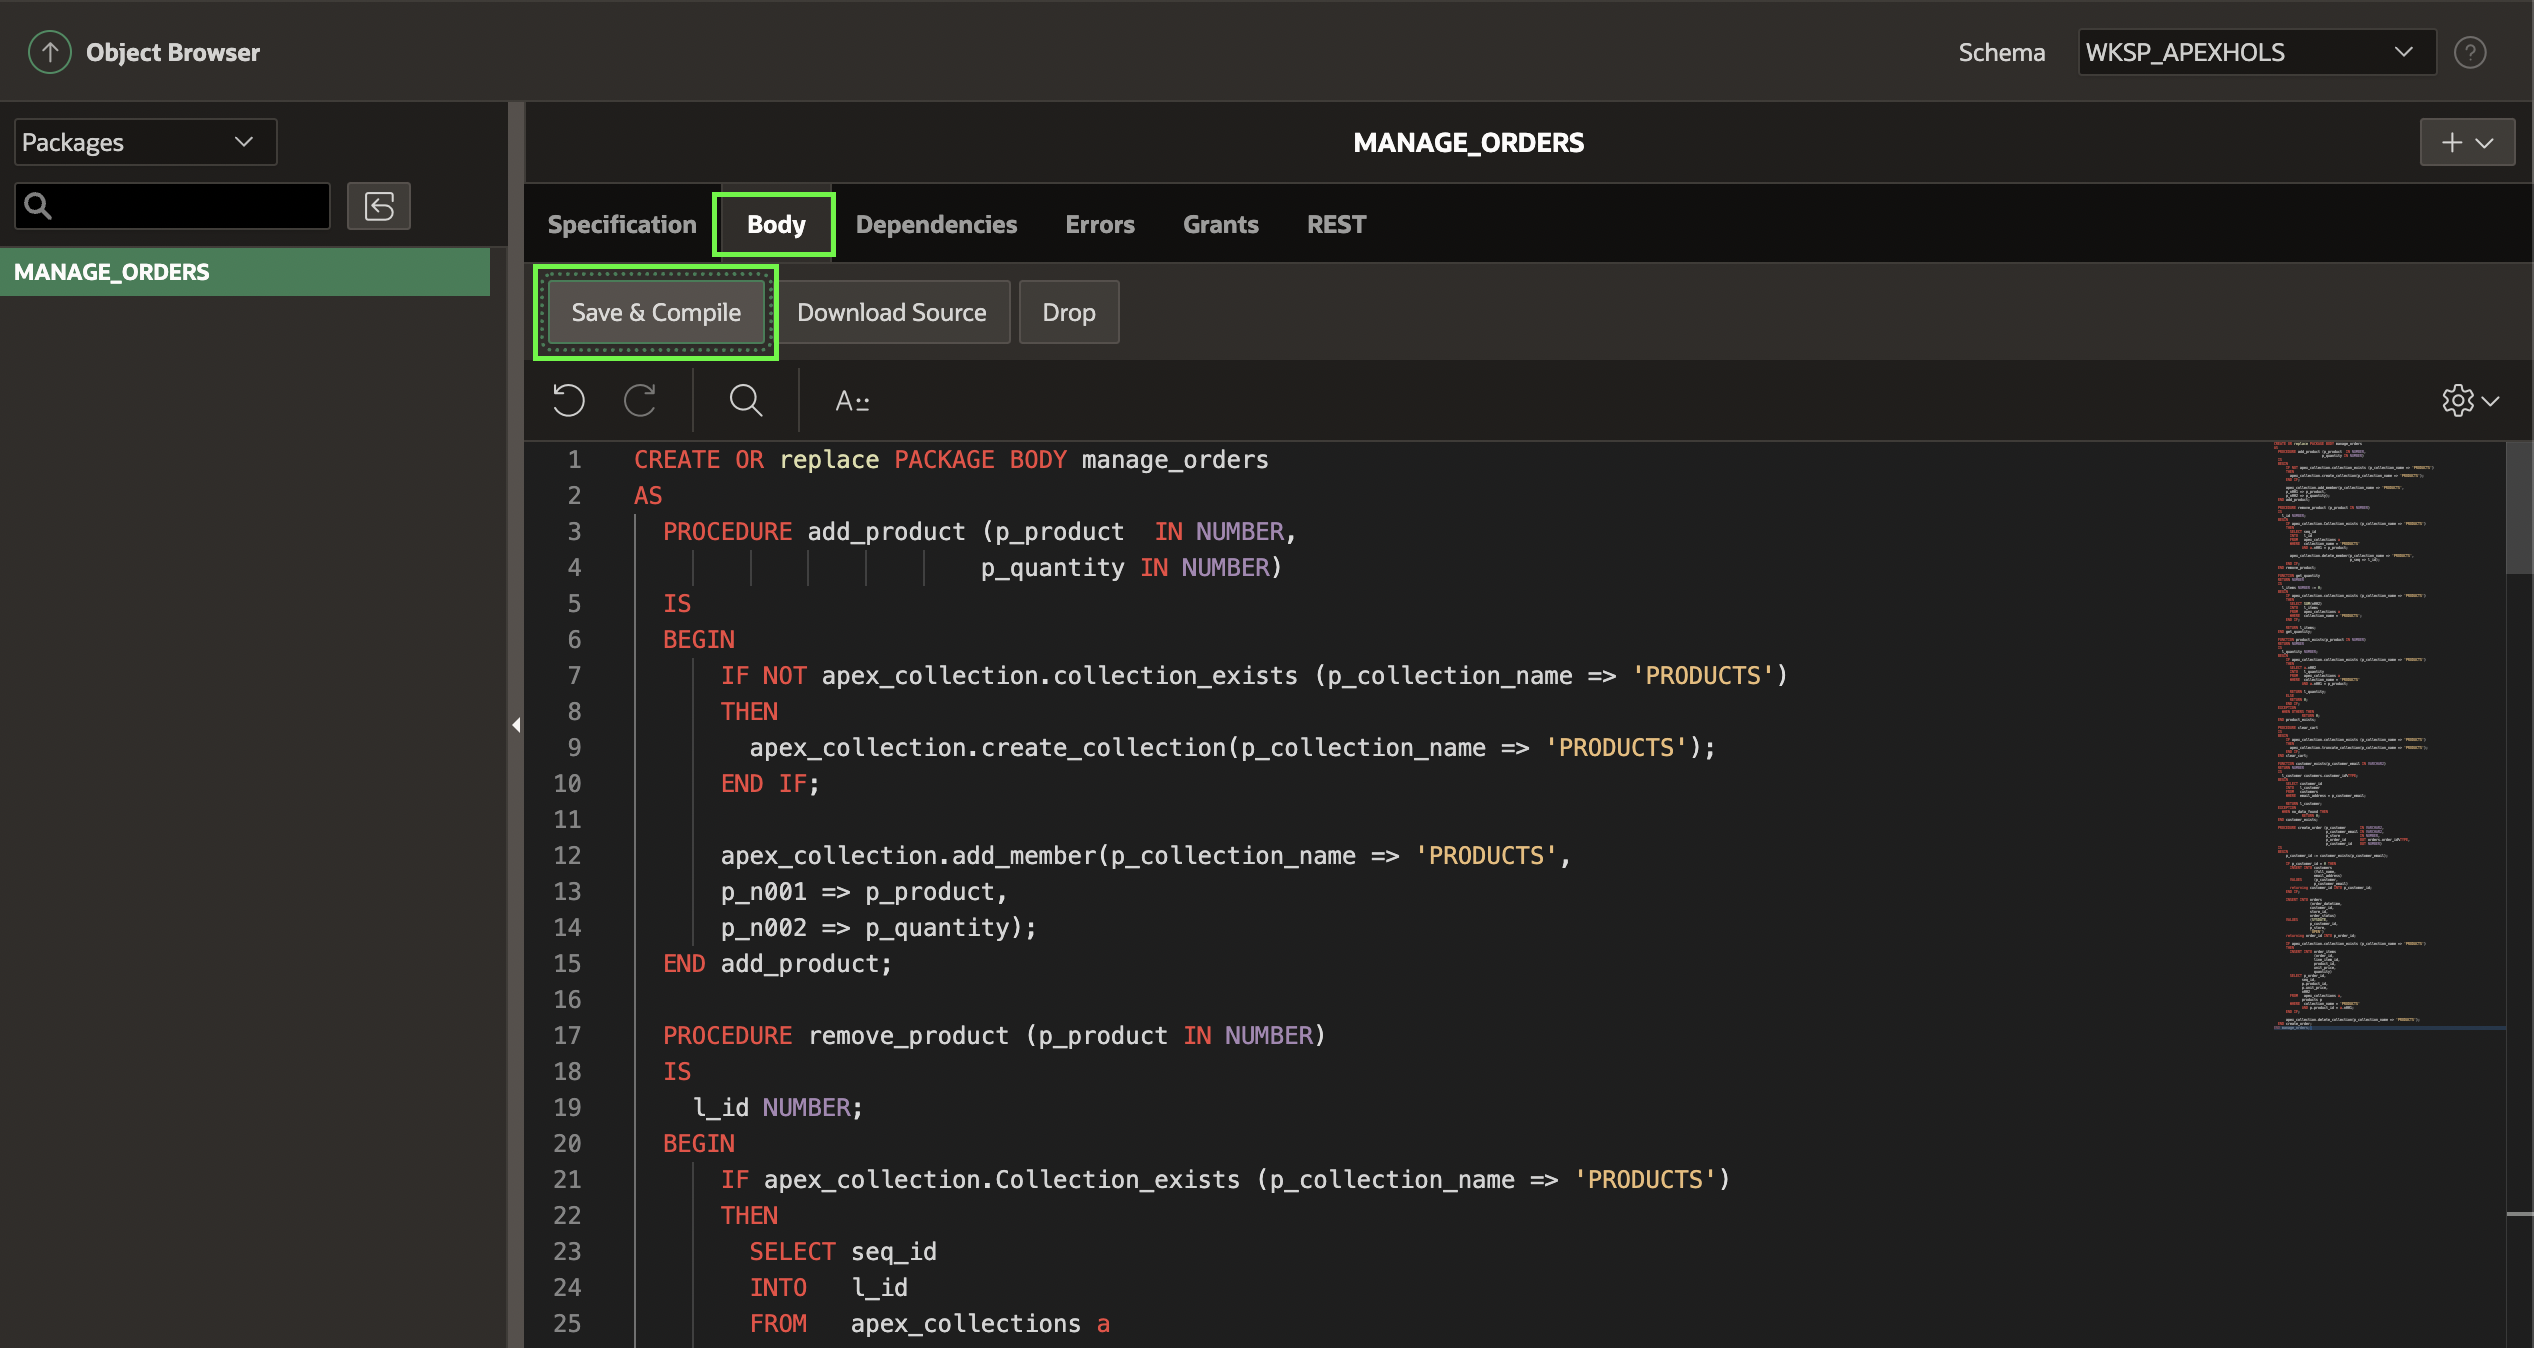 Object Browser
Schema WKSP_APEXHOLS
Packages
MANAGE_ORDERS
MANAGE_ORDERS
Specification Body Dependencies Errors Grants REST
Save & Compile Download Source Drop
1 CREATE OR replace PACKAGE BODY manage_orders
2 AS
3 PROCEDURE add_product (p_product  IN NUMBER,
4 p_quantity IN NUMBER)
5 IS
6 BEGIN
7 IF NOT apex_collection.collection_exists (p_collection_name => 'PRODUCTS')
8 THEN
9 apex_collection.create_collection(p_collection_name => 'PRODUCTS');
10 END IF;
11
12 apex_collection.add_member(p_collection_name => 'PRODUCTS',
13 p_n001 => p_product,
14 p_n002 => p_quantity);
15 END add_product;
16
17 PROCEDURE remove_product (p_product IN NUMBER)
18 IS
19 l_id NUMBER;
20 BEGIN
21 IF apex_collection.Collection_exists (p_collection_name => 'PRODUCTS')
22 THEN
23 SELECT seq_id
24 INTO   l_id
25 FROM   apex_collections a